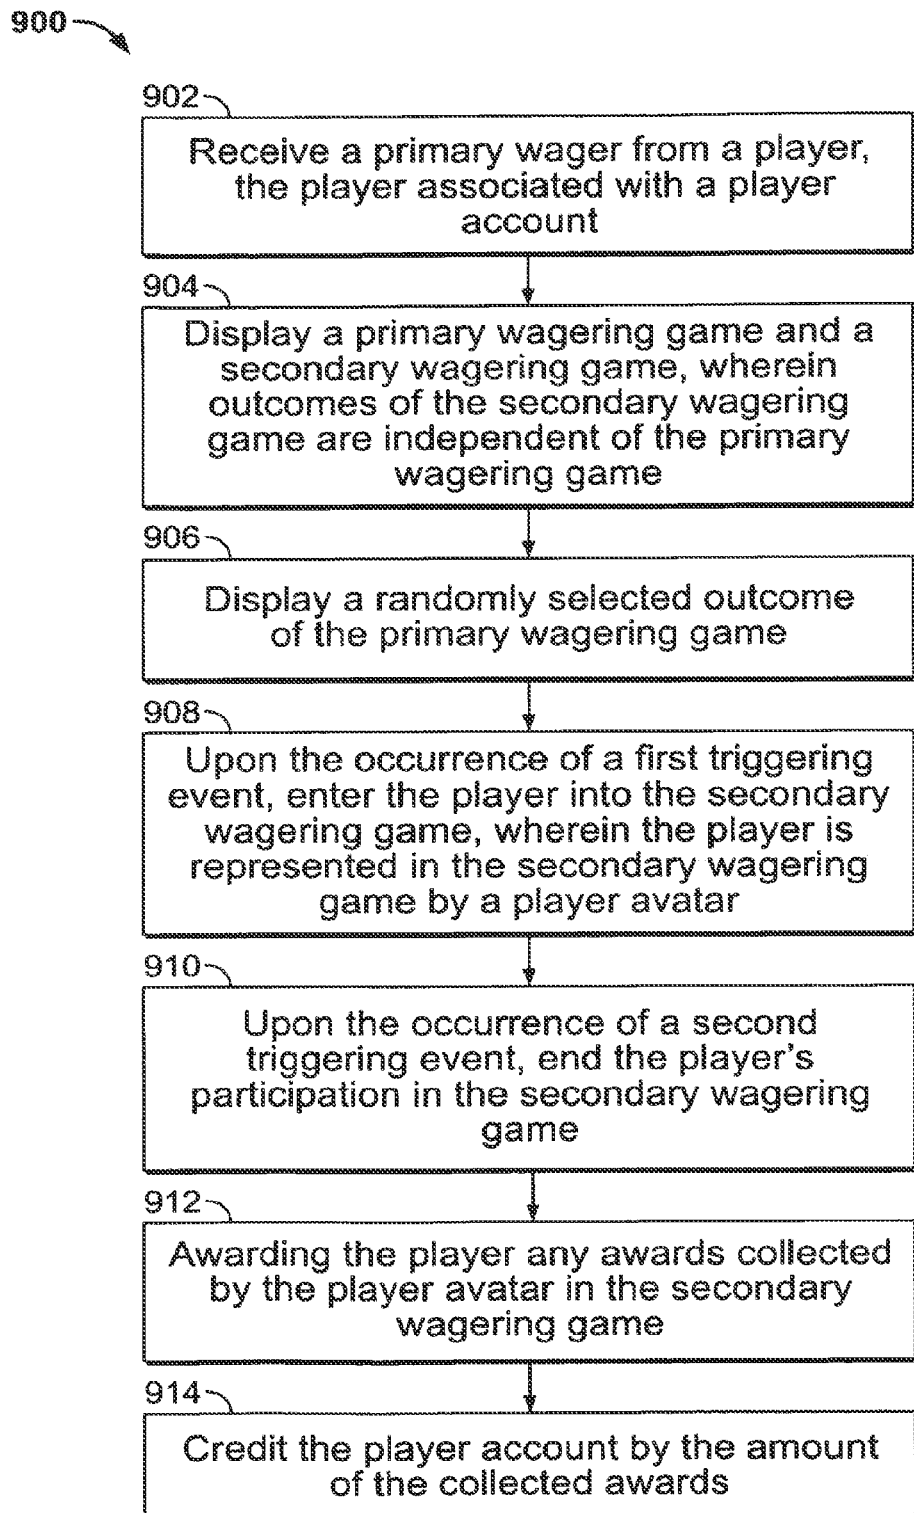 900
902
Receive a primary wager from a player,
the player associated with a player
account
904
Display a primary wagering game and a
secondary wagering game, wherein
outcomes of the secondary wagering
game are independent of the primary
wagering game
906
Display a randomly selected outcome
of the primary wagering game
908
Upon the occurrence of a first triggering
event, enter the player into the secondary
wagering game, wherein the player is
represented in the secondary wagering
game by a player avatar
910
Upon the occurrence of a second
triggering event, end the player's
participation in the secondary wagering
game
912
Awarding the player any awards collected
by the player avatar in the secondary
wagering game
914
Credit the player account by the amount
of the collected awards